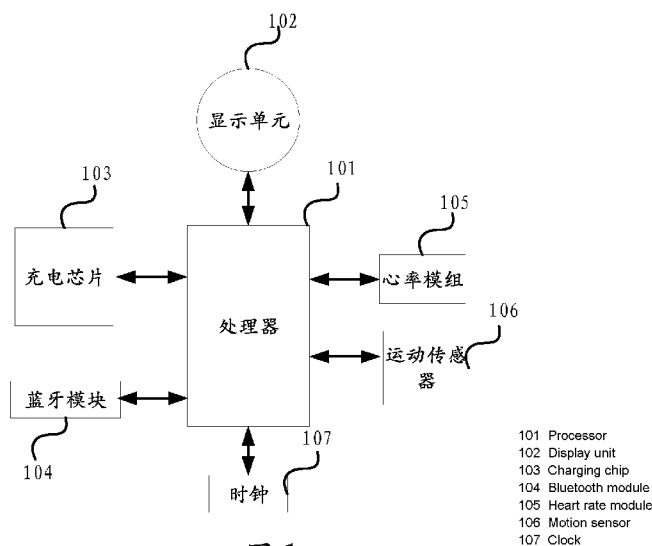 102
显示单元
103
101
105
充电芯片
心率模组
处理器
106
运动传感
器
蓝牙模块
104
107
时钟
101 Processor
102 Display unit
103 Charging chip
104 Bluetooth module
105 Heart rate module
106 Motion sensor
107 Clock